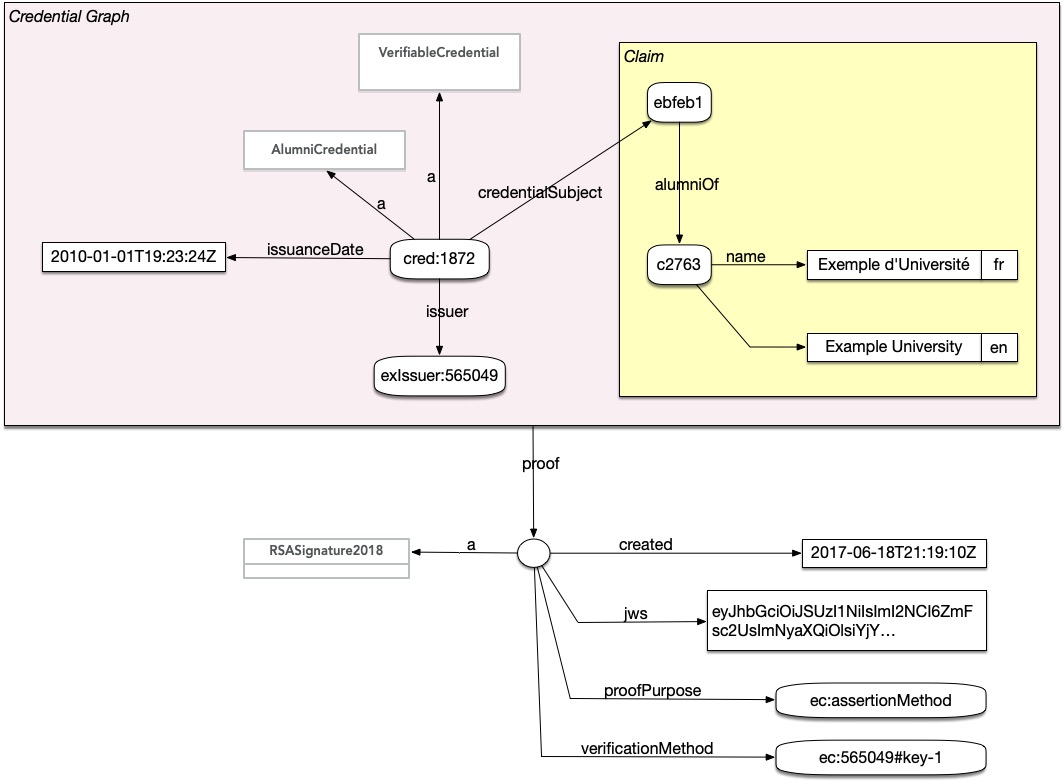 Credential Graph
VerifiableCredential
Claim
ebfeb1
AlumniCredential
a
a
credentialSubject
alumniOf
2010-01-01T19:23:24Z
issuanceDate
cred:1872
c2763
name
Exemple d'Université
fr
issuer
Example University
en
exIssuer:565049
proof
RSASignature2018
a
created
2017-06-18T21:19:10Z
jws
eyJhbGciOiJSUzI1NiIsImI2NCI6ZmF
sc2UsImNyaXQiOlsiYjY…
proofPurpose
ec:assertionMethod
verificationMethod
ec:565049#key-1